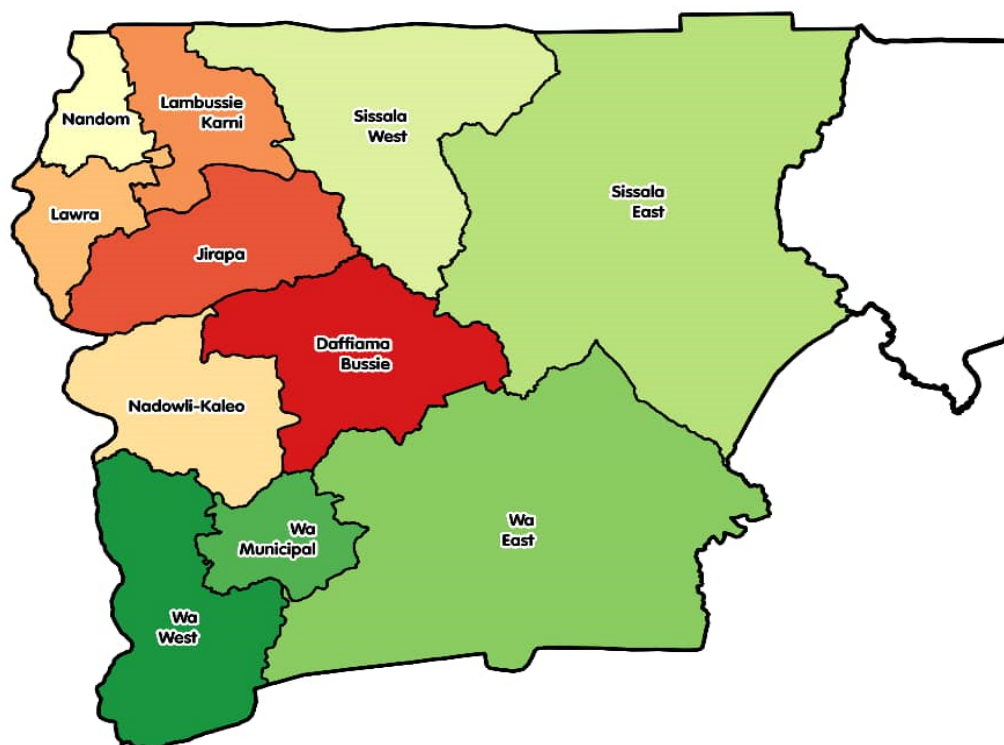 Nandom
Lambussie
Karni
Sissala
West
Sissala
East
Lawra
Jirapa
Daffiama
Bussie
Nadowli-Kaleo
Wa
Municipal
Wa
East
Wa
West